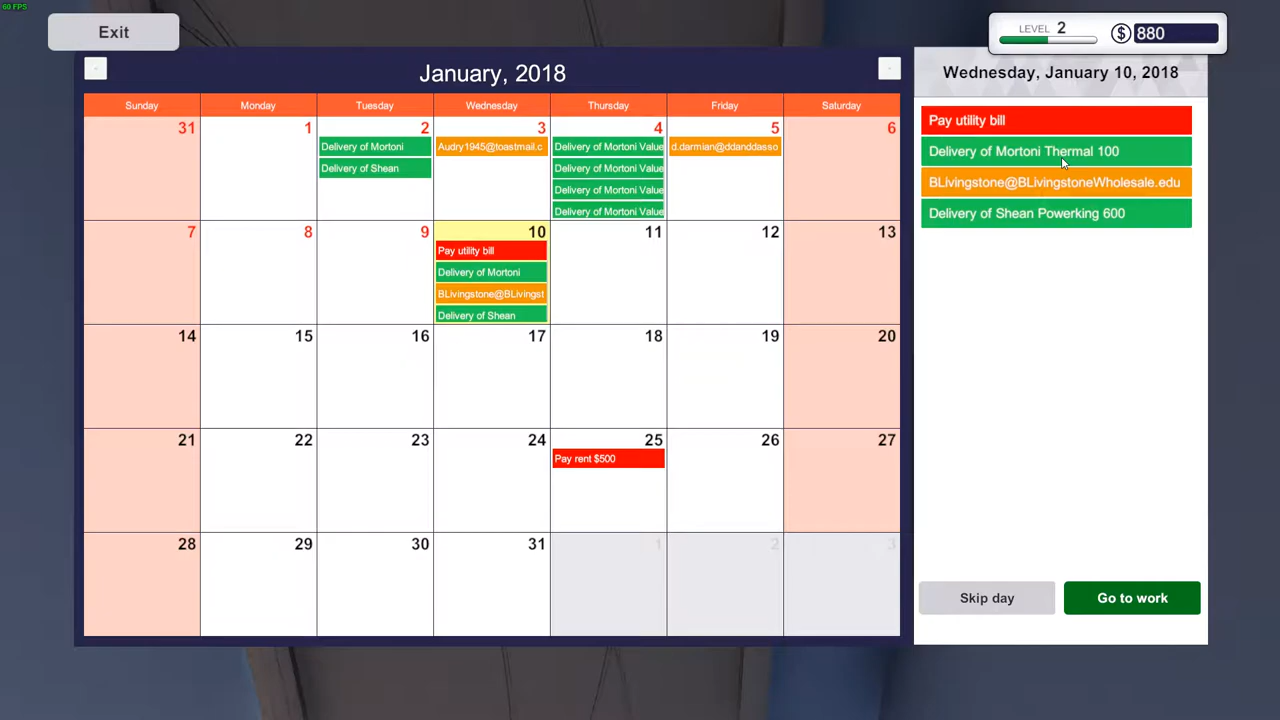 60 FPS
Exit
LEVEL 2
$ 880
January, 2018
Wednesday, January 10, 2018
Sunday Monday Tuesday Wednesday Thursday Friday Saturday
31 1 2 3 4 5 6
Delivery of Mortoni
Delivery of Shean
Audry1945@toastmail.c
Delivery of Mortoni Value
Delivery of Mortoni Value
Delivery of Mortoni Value
Delivery of Mortoni Value
d.darmian@ddanddasso
7 8 9 10 11 12 13
Pay utility bill
Delivery of Mortoni
BLivingstone@BLivingst
Delivery of Shean
14 15 16 17 18 19 20
21 22 23 24 25 26 27
Pay rent $500
28 29 30 31 1 2 3
Pay utility bill
Delivery of Mortoni Thermal 100
BLivingstone@BLivingstoneWholesale.edu
Delivery of Shean Powerking 600
Skip day
Go to work